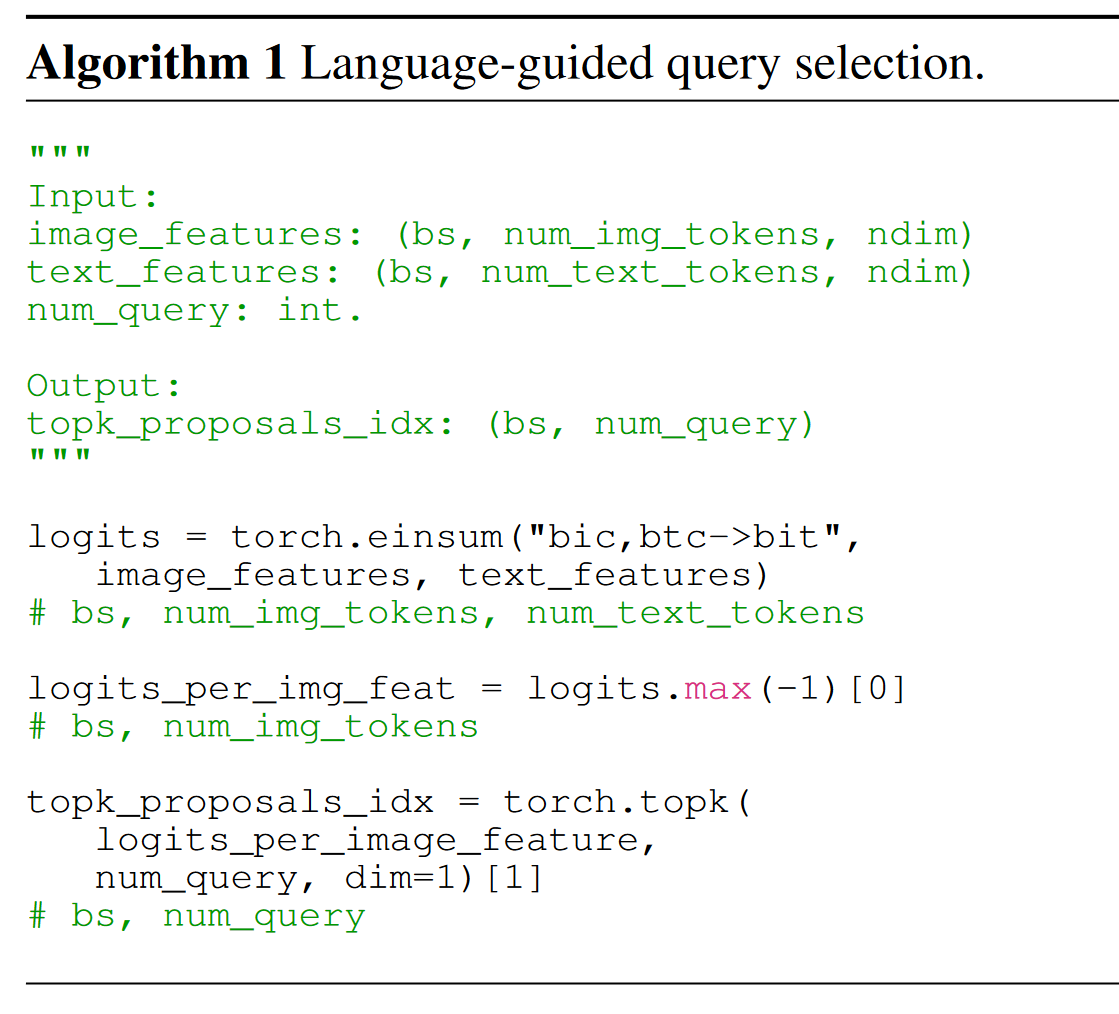 Algorithm 1 Language-guided query selection.
"""
Input:
image_features: (bs, num_img_tokens, ndim)
text_features: (bs, num_text_tokens, ndim)
num_query: int.
Output:
topk_proposals_idx: (bs, num_query)
"""
logits = torch.einsum("bic,btc->bit",
image_features, text_features)
# bs, num_img_tokens, num_text_tokens
logits_per_img_feat = logits.max(-1)[0]
# bs, num_img_tokens
topk_proposals_idx = torch.topk(
logits_per_image_feature,
num_query, dim=1)[1]
# bs, num_query